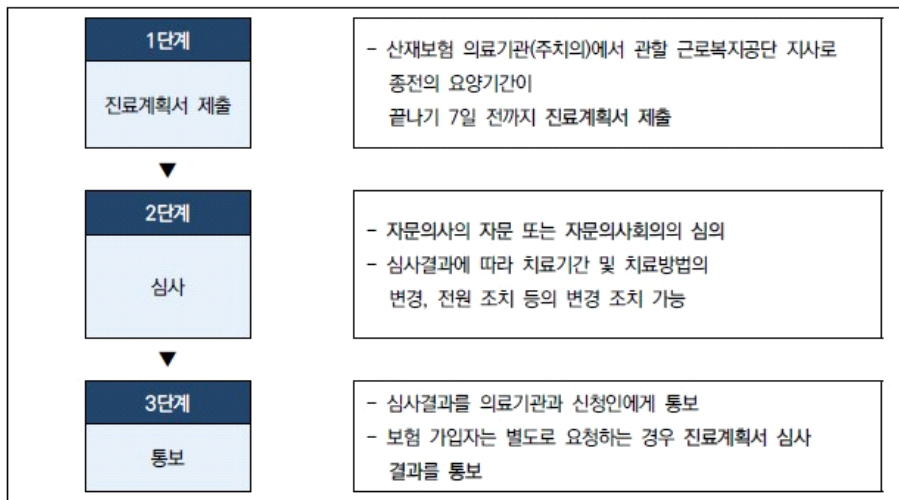 1단계
진료계획서 제출
- 산재보험 의료기관(주치의)에서 관할 근로복지공단 지사로
종전의 요양기간이
끝나기 7일 전까지 진료계획서 제출
▼
2단계
심사
- 자문의사의 자문 또는 자문의사회의의 심의
- 심사결과에 따라 치료기간 및 치료방법의
변경, 전원 조치 등의 변경 조치 가능
▼
3단계
통보
- 심사결과를 의료기관과 신청인에게 통보
- 보험 가입자는 별도로 요청하는 경우 진료계획서 심사
결과를 통보